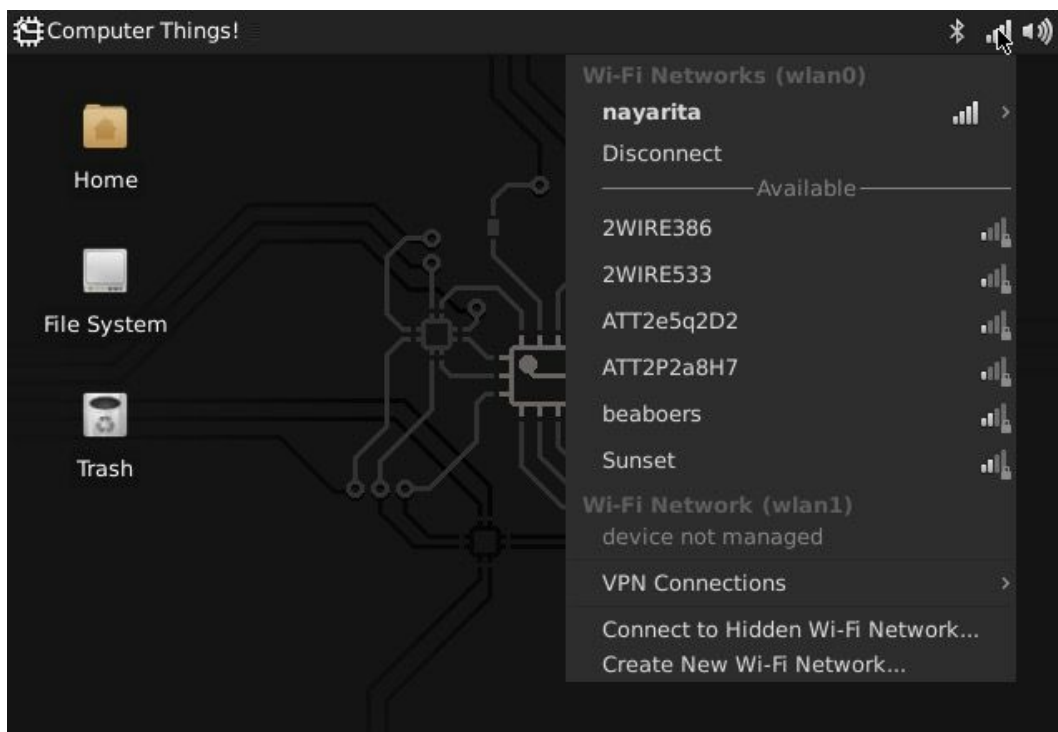 Computer Things!
Home
File System
Trash
Wi-Fi Networks (wlan0)
nayarita
Disconnect
Available
2WIRE386
2WIRE533
ATT2e5q2D2
ATT2P2a8H7
beaboers
Sunset
Wi-Fi Network (wlan1)
device not managed
VPN Connections
Connect to Hidden Wi-Fi Network...
Create New Wi-Fi Network...